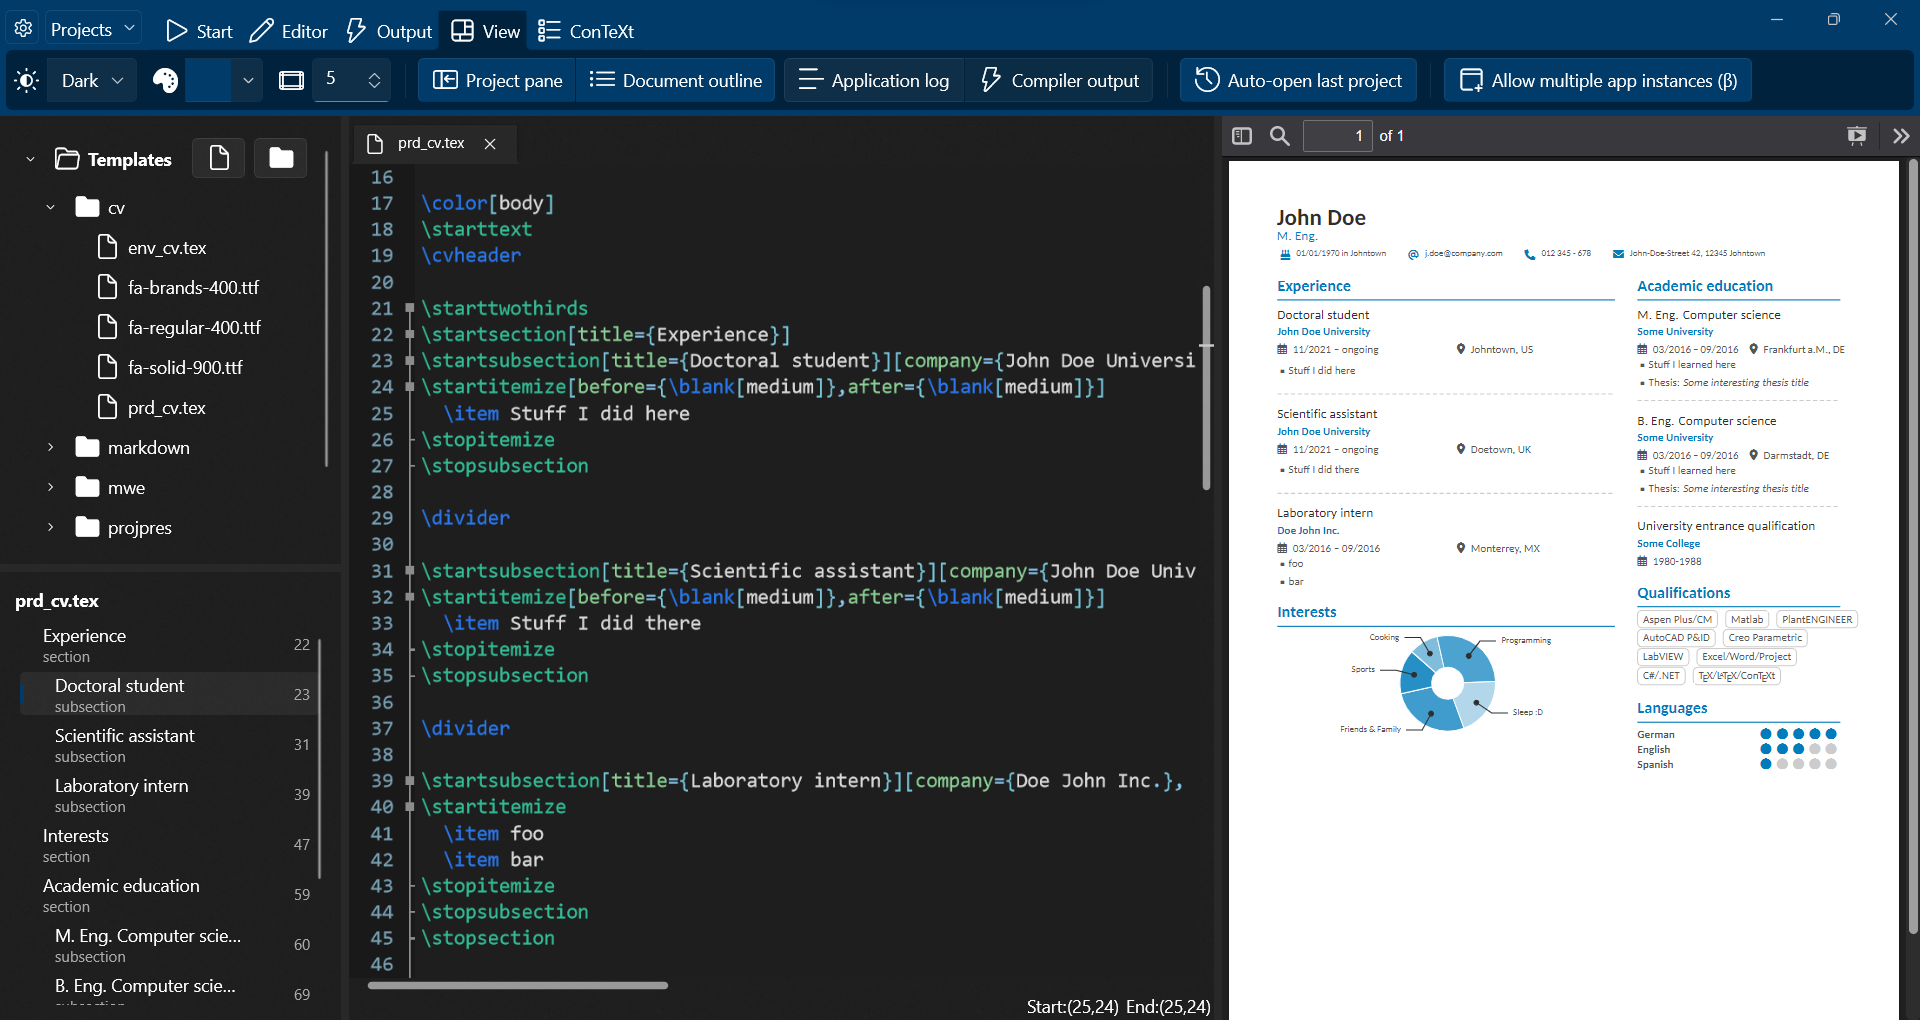 Projects
Start
Editor
Output
View
ConTeXt
Dark
5
Project pane
Document outline
Application log
Compiler output
Auto-open last project
Allow multiple app instances (β)
Templates
cv
env_cv.tex
fa-brands-400.ttf
fa-regular-400.ttf
fa-solid-900.ttf
prd_cv.tex
markdown
mwe
projpres
prd_cv.tex
Experience 22
section
Doctoral student 23
subsection
Scientific assistant 31
subsection
Laboratory intern 39
subsection
Interests 47
section
Academic education 59
section
M. Eng. Computer scie... 60
subsection
B. Eng. Computer scie... 69
prd_cv.tex
16
17 \color[body]
18 \starttext
19 \cvheader
20
21 \starttwothirds
22 \startsection[title={Experience}]
23 \startsubsection[title={Doctoral student}][company={John Doe Universi
24 \startitemize[before={\blank[medium]},after={\blank[medium]}]
25 \item Stuff I did here
26 \stopitemize
27 \stopsubsection
28
29 \divider
30
31 \startsubsection[title={Scientific assistant}][company={John Doe Univ
32 \startitemize[before={\blank[medium]},after={\blank[medium]}]
33 \item Stuff I did there
34 \stopitemize
35 \stopsubsection
36
37 \divider
38
39 \startsubsection[title={Laboratory intern}][company={Doe John Inc.},
40 \startitemize
41 \item foo
42 \item bar
43 \stopitemize
44 \stopsubsection
45 \stopsection
46
Start:(25,24) End:(25,24)
1 of 1
John Doe
M. Eng.
01/01/1970 in Johntown j.doe@company.com 012 345 - 678 John-Doe-Street 42, 12345 Johntown
Experience
Doctoral student
John Doe University
11/2021 – ongoing Johntown, US
▪ Stuff I did here
Scientific assistant
John Doe University
11/2021 – ongoing Doetown, UK
▪ Stuff I did there
Laboratory intern
Doe John Inc.
03/2016 – 09/2016 Monterrey, MX
▪ foo
▪ bar
Interests
Cooking
Programming
Sports
Sleep :D
Friends & Family
Academic education
M. Eng. Computer science
Some University
03/2016 – 09/2016 Frankfurt a.M., DE
▪ Stuff I learned here
▪ Thesis: Some interesting thesis title
B. Eng. Computer science
Some University
03/2016 – 09/2016 Darmstadt, DE
▪ Stuff I learned here
▪ Thesis: Some interesting thesis title
University entrance qualification
Some College
1980-1988
Qualifications
Aspen Plus/CM Matlab PlantENGINEER
AutoCAD P&ID Creo Parametric
LabVIEW Excel/Word/Project
C#/.NET TEX/LATEX/ConTEXt
Languages
German
English
Spanish